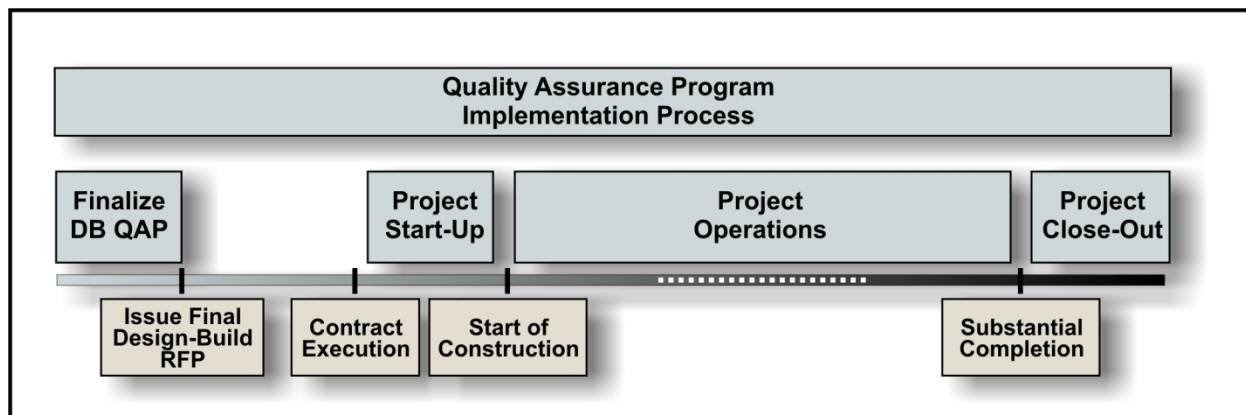 Quality Assurance Program
Implementation Process
Finalize
DB QAP
Project
Start-Up
Project
Operations
Project
Close-Out
Issue Final
Design-Build
RFP
Contract
Execution
Start of
Construction
Substantial
Completion